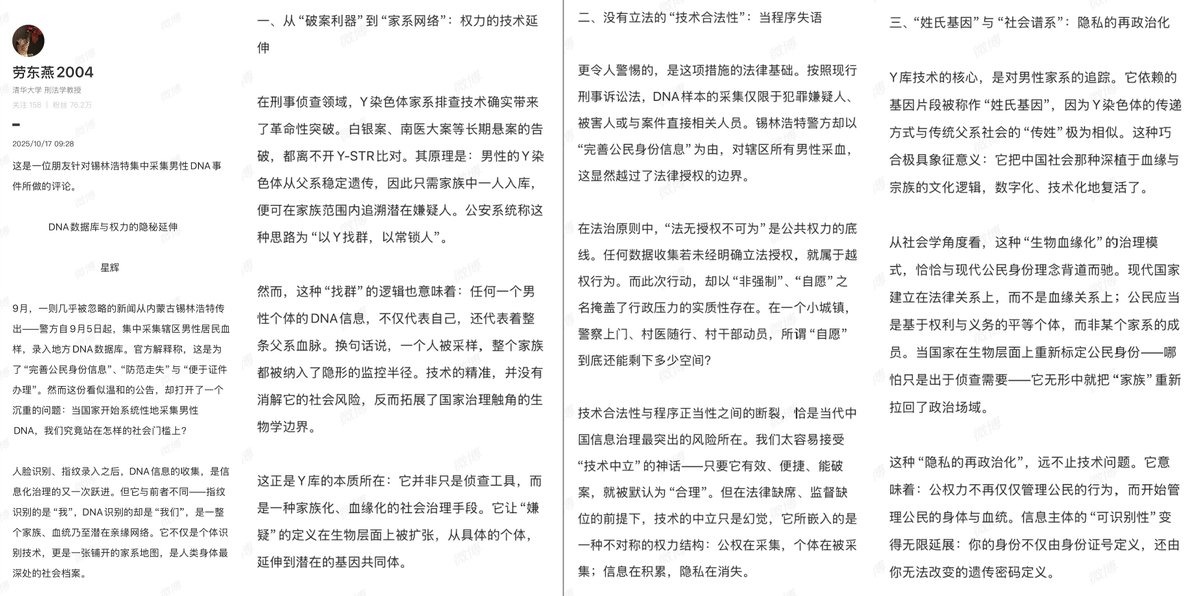 劳东燕2004
清华大学 刑法学教授
关注 158 | 粉丝 76.2万
2025/10/17 09:28
这是一位朋友针对锡林浩特集中采集男性DNA事
件所做的评论。
DNA数据库与权力的隐秘延伸
星辉
9月，一则几乎被忽略的新闻从内蒙古锡林浩特传
出——警方自9月5日起，集中采集辖区男性居民血
样，录入地方DNA数据库。官方解释称，这是为
了“完善公民身份信息”、“防范走失”与“便于证件
办理”。然而这份看似温和的公告，却打开了一个
沉重的问题：当国家开始系统性地采集男性
DNA，我们究竟站在怎样的社会门槛上？
人脸识别、指纹录入之后，DNA信息的收集，是信
息化治理的又一次跃进。但它与前者不同——指纹
识别的是“我”，DNA识别的却是“我们”，是一整
个家族、血统乃至潜在亲缘网络。它不仅是个体识
别技术，更是一张铺开的家系地图，是人类身体最
深处的社会档案。
一、从“破案利器”到“家系网络”：权力的技术延
伸
在刑事侦查领域，Y染色体家系排查技术确实带来
了革命性突破。白银案、南医大案等长期悬案的告
破，都离不开Y-STR比对。其原理是：男性的Y染
色体从父系稳定遗传，因此只需家族中一人入库，
便可在家族范围内追溯潜在嫌疑人。公安系统称这
种思路为“以Y找群，以常锁人”。
然而，这种“找群”的逻辑也意味着：任何一个男
性个体的DNA信息，不仅代表自己，还代表着整
条父系血脉。换句话说，一个人被采样，整个家族
都被纳入了隐形的监控半径。技术的精准，并没有
消解它的社会风险，反而拓展了国家治理触角的生
物学边界。
这正是Y库的本质所在：它并非只是侦查工具，而
是一种家族化、血缘化的社会治理手段。它让“嫌
疑”的定义在生物层面上被扩张，从具体的个体，
延伸到潜在的基因共同体。
二、没有立法的“技术合法性”：当程序失语
更令人警惕的，是这项措施的法律基础。按照现行
刑事诉讼法，DNA样本的采集仅限于犯罪嫌疑人、
被害人或与案件直接相关人员。锡林浩特警方却以
“完善公民身份信息”为由，对辖区所有男性采血，
这显然越过了法律授权的边界。
在法治原则中，“法无授权不可为”是公共权力的底
线。任何数据收集若未经明确立法授权，就属于越
权行为。而此次行动，却以“非强制”、“自愿”之
名掩盖了行政压力的实质性存在。在一个小城镇，
警察上门、村医随行、村干部动员，所谓“自愿”
到底还能剩下多少空间？
技术合法性与程序正当性之间的断裂，恰是当代中
国信息治理最突出的风险所在。我们太容易接受
“技术中立”的神话——只要它有效、便捷、能破
案，就被默认为“合理”。但在法律缺席、监督缺
位的前提下，技术的中立只是幻觉，它所嵌入的是
一种不对称的权力结构：公权在采集，个体在被采
集；信息在积累，隐私在消失。
三、“姓氏基因”与“社会谱系”：隐私的再政治化
Y库技术的核心，是对男性家系的追踪。它依赖的
基因片段被称作“姓氏基因”，因为Y染色体的传递
方式与传统父系社会的“传姓”极为相似。这种巧
合极具象征意义：它把中国社会那种深植于血缘与
宗族的文化逻辑，数字化、技术化地复活了。
从社会学角度看，这种“生物血缘化”的治理模
式，恰恰与现代公民身份理念背道而驰。现代国家
建立在法律关系上，而不是血缘关系上；公民应当
是基于权利与义务的平等个体，而非某个家系的成
员。当国家在生物层面上重新标定公民身份——哪
怕只是出于侦查需要——它无形中就把“家族”重新
拉回了政治场域。
这种“隐私的再政治化”，远不止技术问题。它意
味着：公权力不再仅仅管理公民的行为，而开始管
理公民的身体与血统。信息主体的“可识别性”变
得无限延展：你的身份不仅由身份证号定义，还由
你无法改变的遗传密码定义。